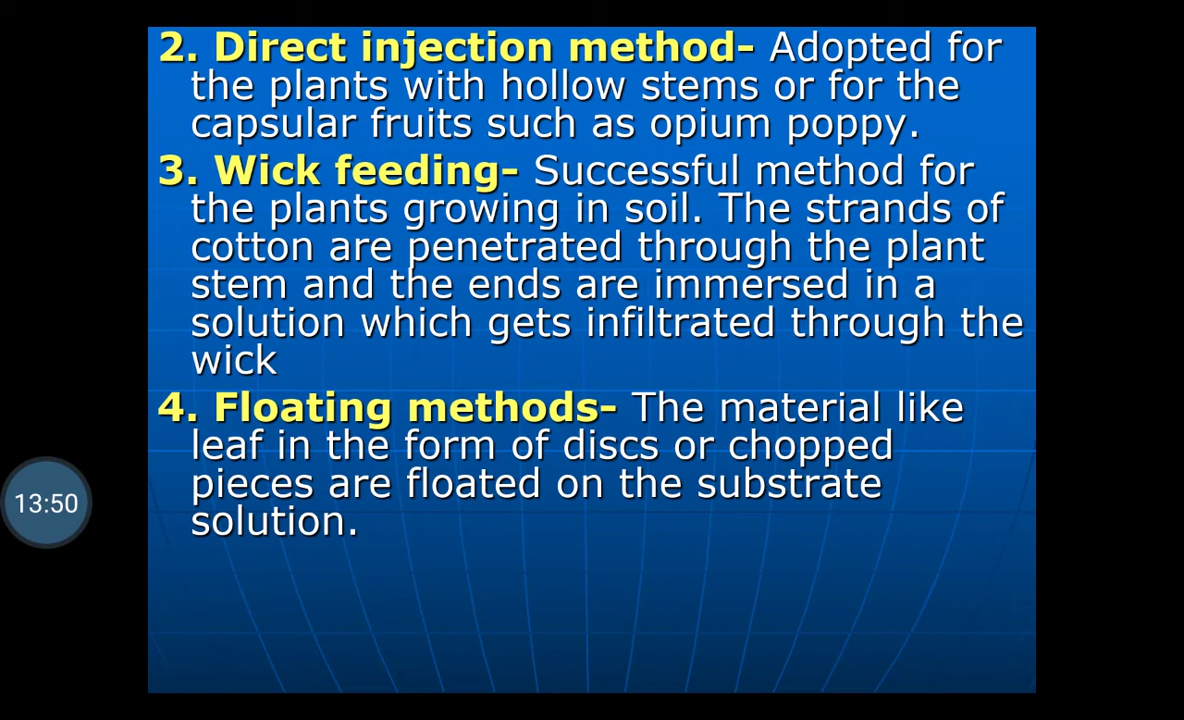 2. Direct injection method- Adopted for
the plants with hollow stems or for the
capsular fruits such as opium poppy.
3. Wick feeding- Successful method for
the plants growing in soil. The strands of
cotton are penetrated through the plant
stem and the ends are immersed in a
solution which gets infiltrated through the
wick
4. Floating methods- The material like
leaf in the form of discs or chopped
pieces are floated on the substrate
solution.
13:50